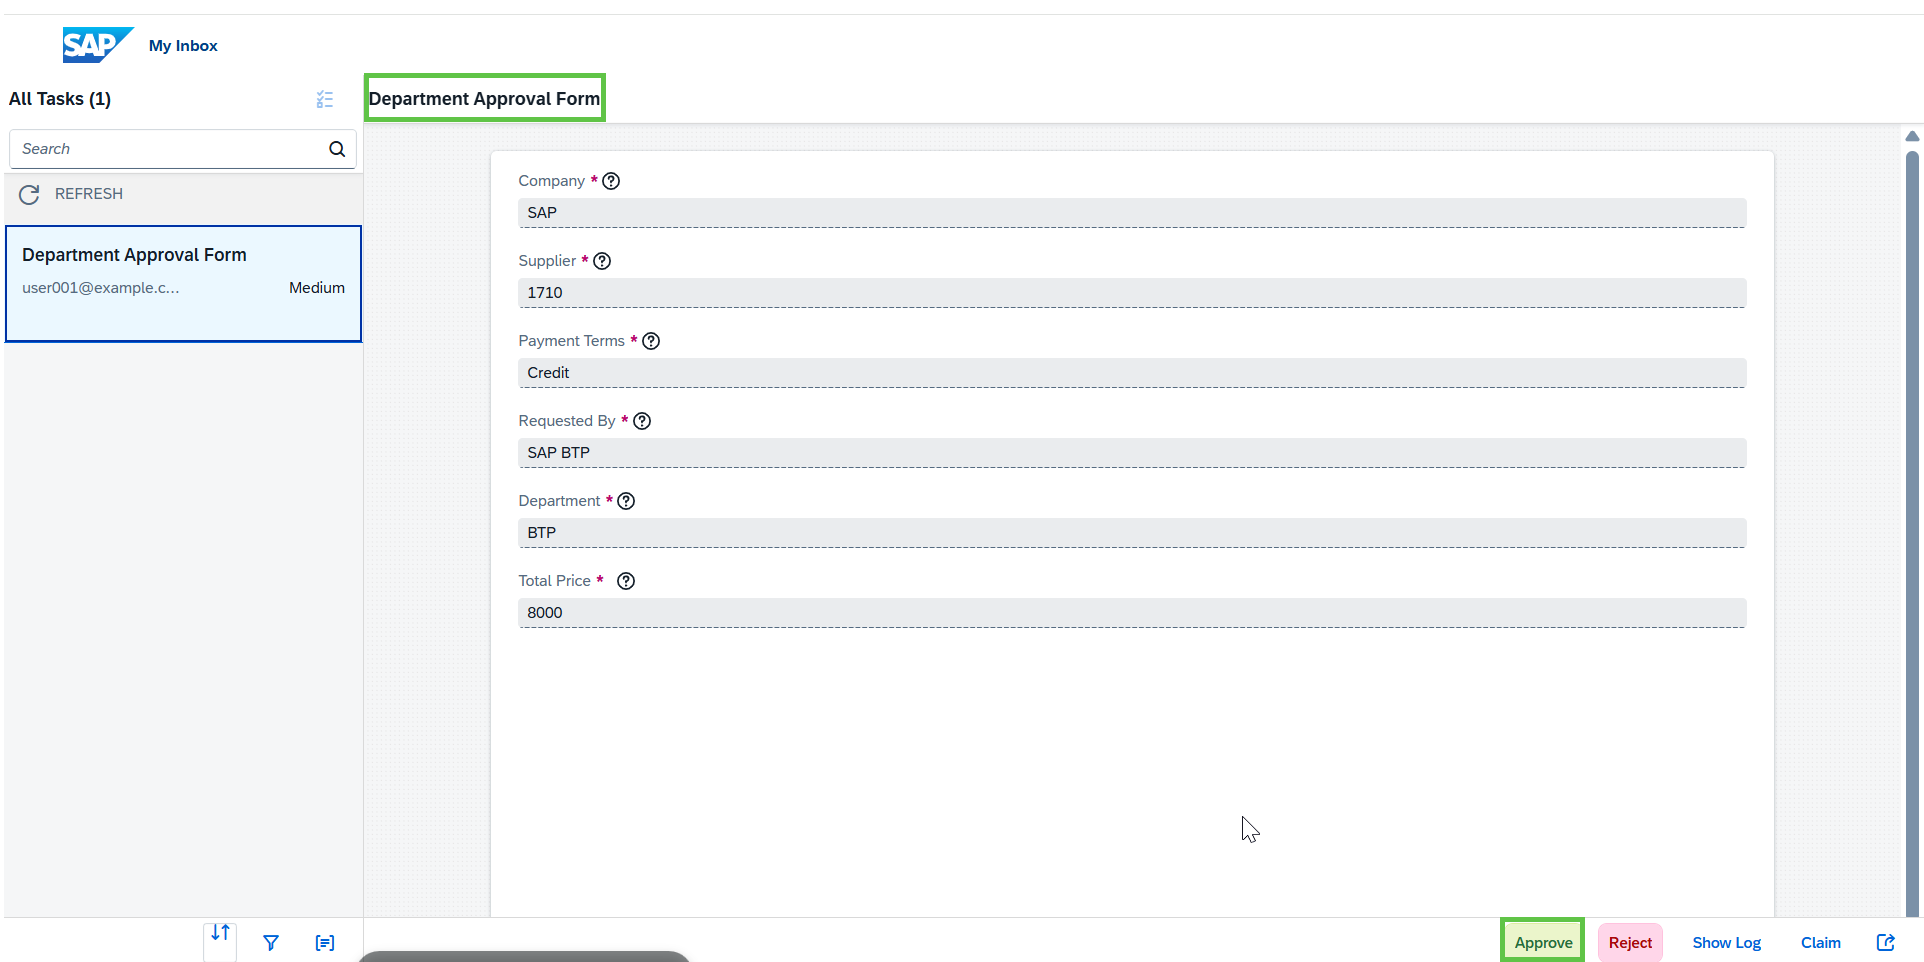 SAP My Inbox
All Tasks (1)
Search
REFRESH
Department Approval Form
user001@example.c... Medium
Department Approval Form
Company *
SAP
Supplier *
1710
Payment Terms *
Credit
Requested By *
SAP BTP
Department *
BTP
Total Price *
8000
Approve Reject Show Log Claim